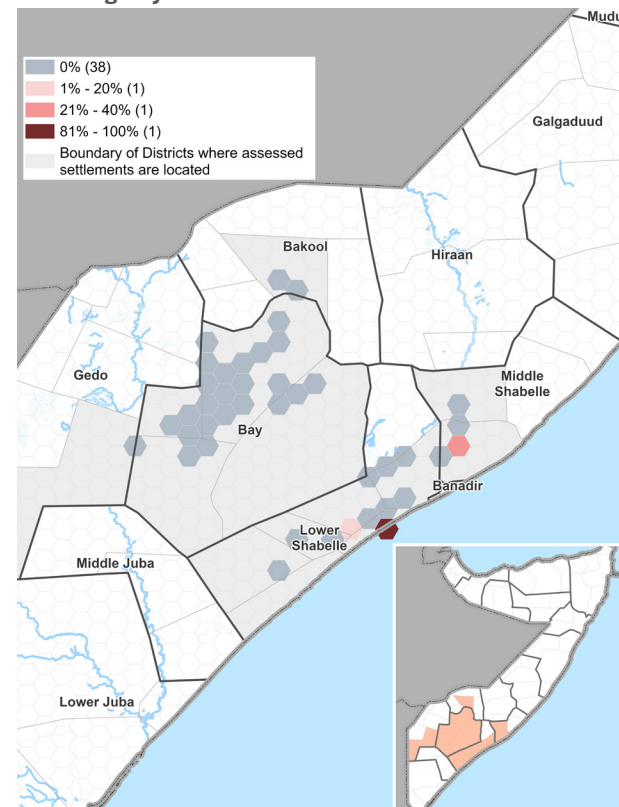 0% (38)
1% - 20% (1)
21% - 40% (1)
81% - 100% (1)
Boundary of Districts where assessed
settlements are located
Galgaduud
Bakool
Hiraan
Gedo
Middle
Shabelle
Bay
Banadir
Lower
Shabelle
Middle Juba
Lower Juba